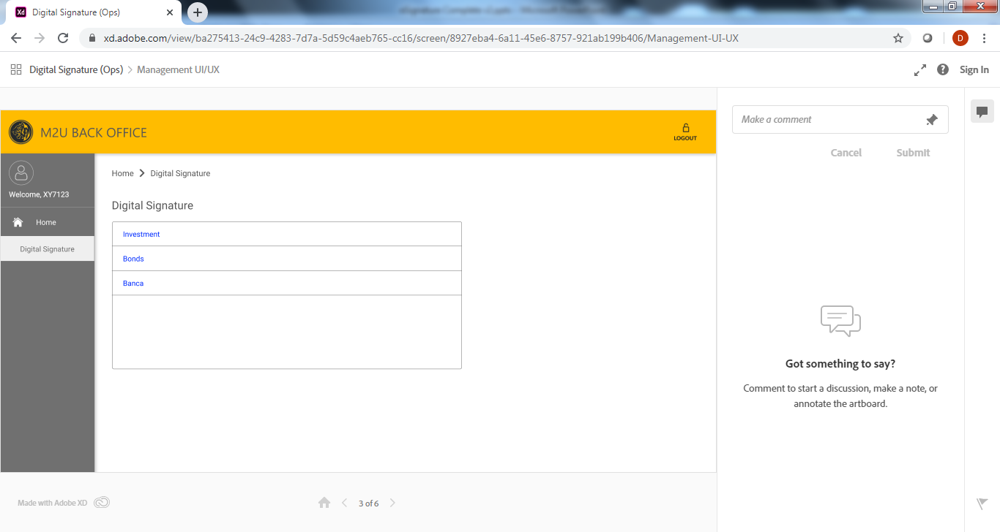 Xd Digital Signature (Ops)
xd.adobe.com/view/ba275413-24c9-4283-7d7a-5d59c4aeb765-cc16/screen/8927eba4-6a11-45e6-8757-921ab199b406/Management-UI-UX
D
Digital Signature (Ops) > Management UI/UX
Sign In
M2U BACK OFFICE
LOGOUT
Welcome, XY7123
Home
Digital Signature
Home > Digital Signature
Digital Signature
Investment
Bonds
Banca
Make a comment
Cancel Submit
Got something to say?
Comment to start a discussion, make a note, or
annotate the artboard.
Made with Adobe XD
3 of 6